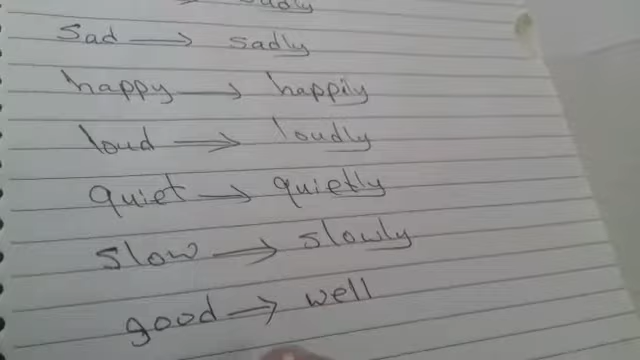 sad → sadly
happy → happily
loud → loudly
quiet → quietly
slow → slowly
good → well